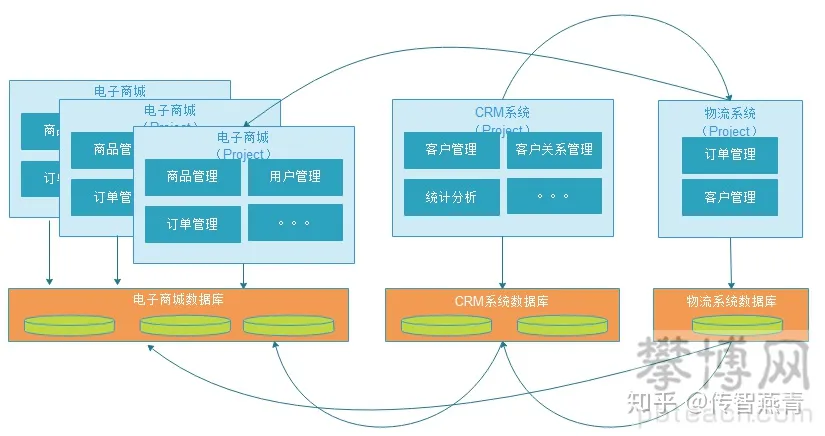 电子商城
商品
订单
电子商城
（Project）
商品管
订单管
电子商城
（Project）
商品管理
用户管理
订单管理
。。。
CRM系统
（Project）
客户管理
客户关系管理
统计分析
。。。
物流系统
（Project）
订单管理
客户管理
电子商城数据库
CRM系统数据库
物流系统数据库
攀博网
知乎 @传智燕青